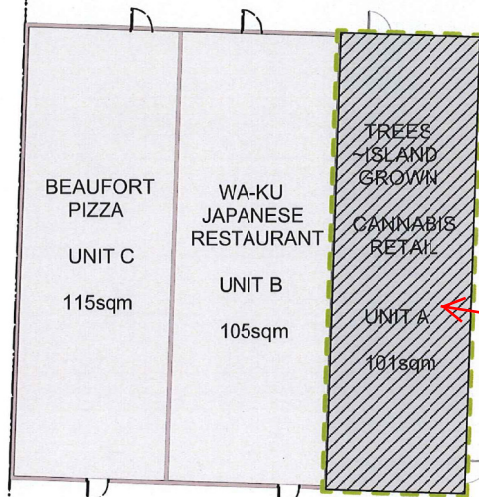 BEAUFORT
PIZZA
UNIT C
115sqm
WA-KU
JAPANESE
RESTAURANT
UNIT B
105sqm
TREES
~ISLAND
GROWN
CANNABIS
RETAIL
UNIT A
101sqm